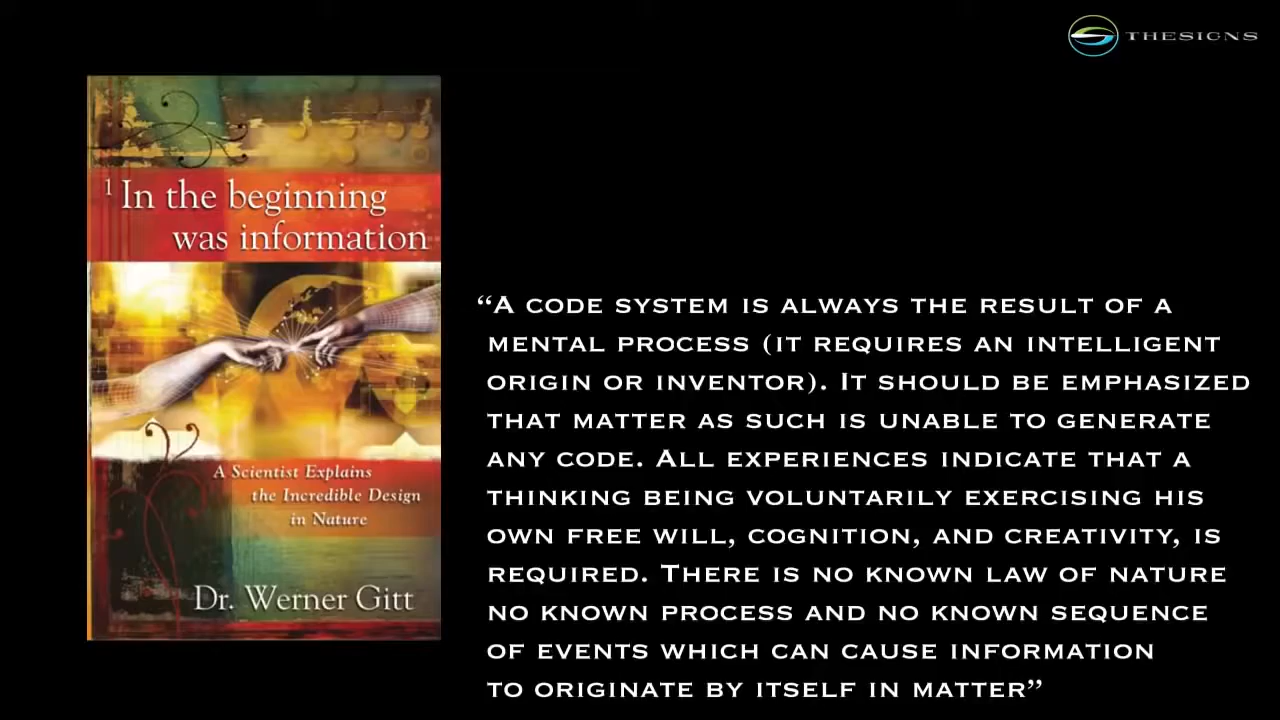 THESIGNS
1 In the beginning
was information
A Scientist Explains
the Incredible Design
in Nature
Dr. Werner Gitt
“A CODE SYSTEM IS ALWAYS THE RESULT OF A
MENTAL PROCESS (IT REQUIRES AN INTELLIGENT
ORIGIN OR INVENTOR). IT SHOULD BE EMPHASIZED
THAT MATTER AS SUCH IS UNABLE TO GENERATE
ANY CODE. ALL EXPERIENCES INDICATE THAT A
THINKING BEING VOLUNTARILY EXERCISING HIS
OWN FREE WILL, COGNITION, AND CREATIVITY, IS
REQUIRED. THERE IS NO KNOWN LAW OF NATURE
NO KNOWN PROCESS AND NO KNOWN SEQUENCE
OF EVENTS WHICH CAN CAUSE INFORMATION
TO ORIGINATE BY ITSELF IN MATTER”